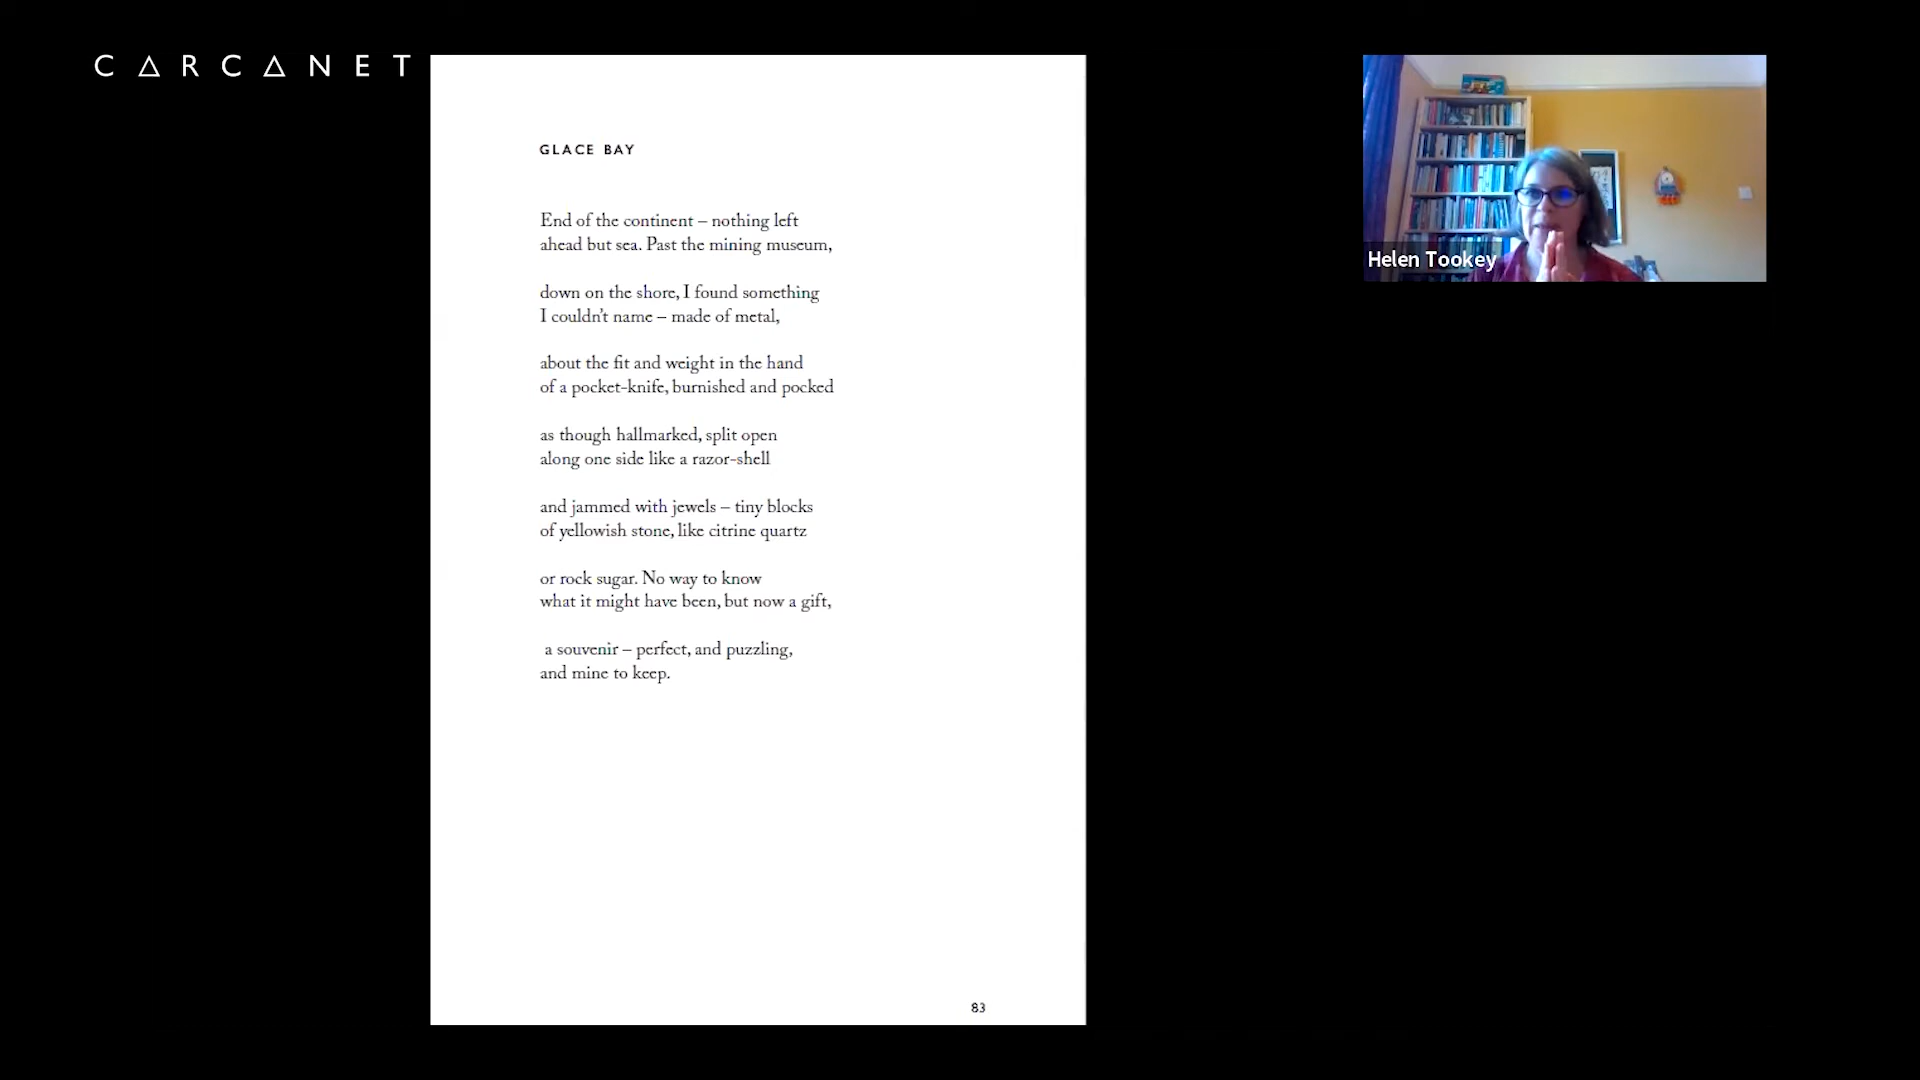 CARCANET
GLACE BAY
End of the continent – nothing left
ahead but sea. Past the mining museum,
down on the shore, I found something
I couldn’t name – made of metal,
about the fit and weight in the hand
of a pocket-knife, burnished and pocked
as though hallmarked, split open
along one side like a razor-shell
and jammed with jewels – tiny blocks
of yellowish stone, like citrine quartz
or rock sugar. No way to know
what it might have been, but now a gift,
a souvenir – perfect, and puzzling,
and mine to keep.
83
Helen Tookey